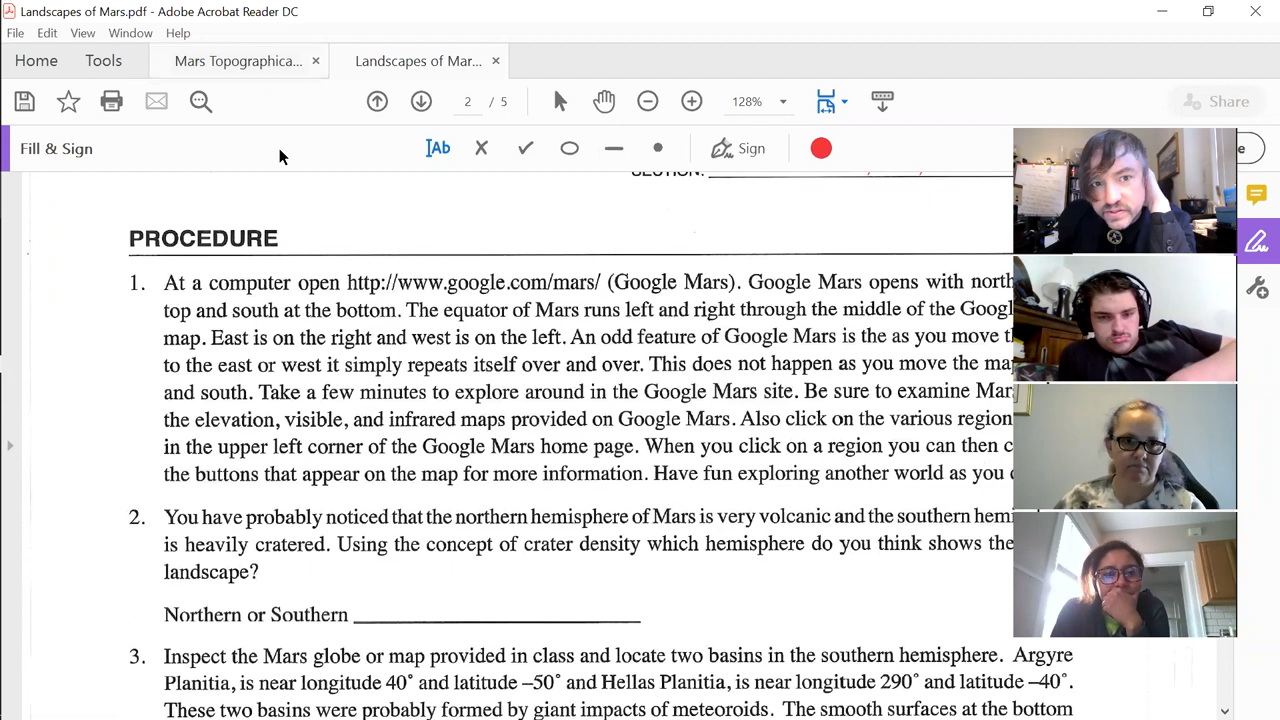 Landscapes of Mars.pdf - Adobe Acrobat Reader DC
File Edit View Window Help
Home Tools Mars Topographica... × Landscapes of Mar... ×
2 / 5 128% Share
Fill & Sign Ab Sign
SECTION:
PROCEDURE
1. At a computer open http://www.google.com/mars/ (Google Mars). Google Mars opens with north
top and south at the bottom. The equator of Mars runs left and right through the middle of the Goog
map. East is on the right and west is on the left. An odd feature of Google Mars is the as you move
to the east or west it simply repeats itself over and over. This does not happen as you move the ma
and south. Take a few minutes to explore around in the Google Mars site. Be sure to examine Mar
the elevation, visible, and infrared maps provided on Google Mars. Also click on the various region
in the upper left corner of the Google Mars home page. When you click on a region you can then c
the buttons that appear on the map for more information. Have fun exploring another world as you
2. You have probably noticed that the northern hemisphere of Mars is very volcanic and the southern hem
is heavily cratered. Using the concept of crater density which hemisphere do you think shows the
landscape?
Northern or Southern
3. Inspect the Mars globe or map provided in class and locate two basins in the southern hemisphere. Argyre
Planitia, is near longitude 40° and latitude –50° and Hellas Planitia, is near longitude 290° and latitude –40°.
These two basins were probably formed by giant impacts of meteoroids. The smooth surfaces at the bottom